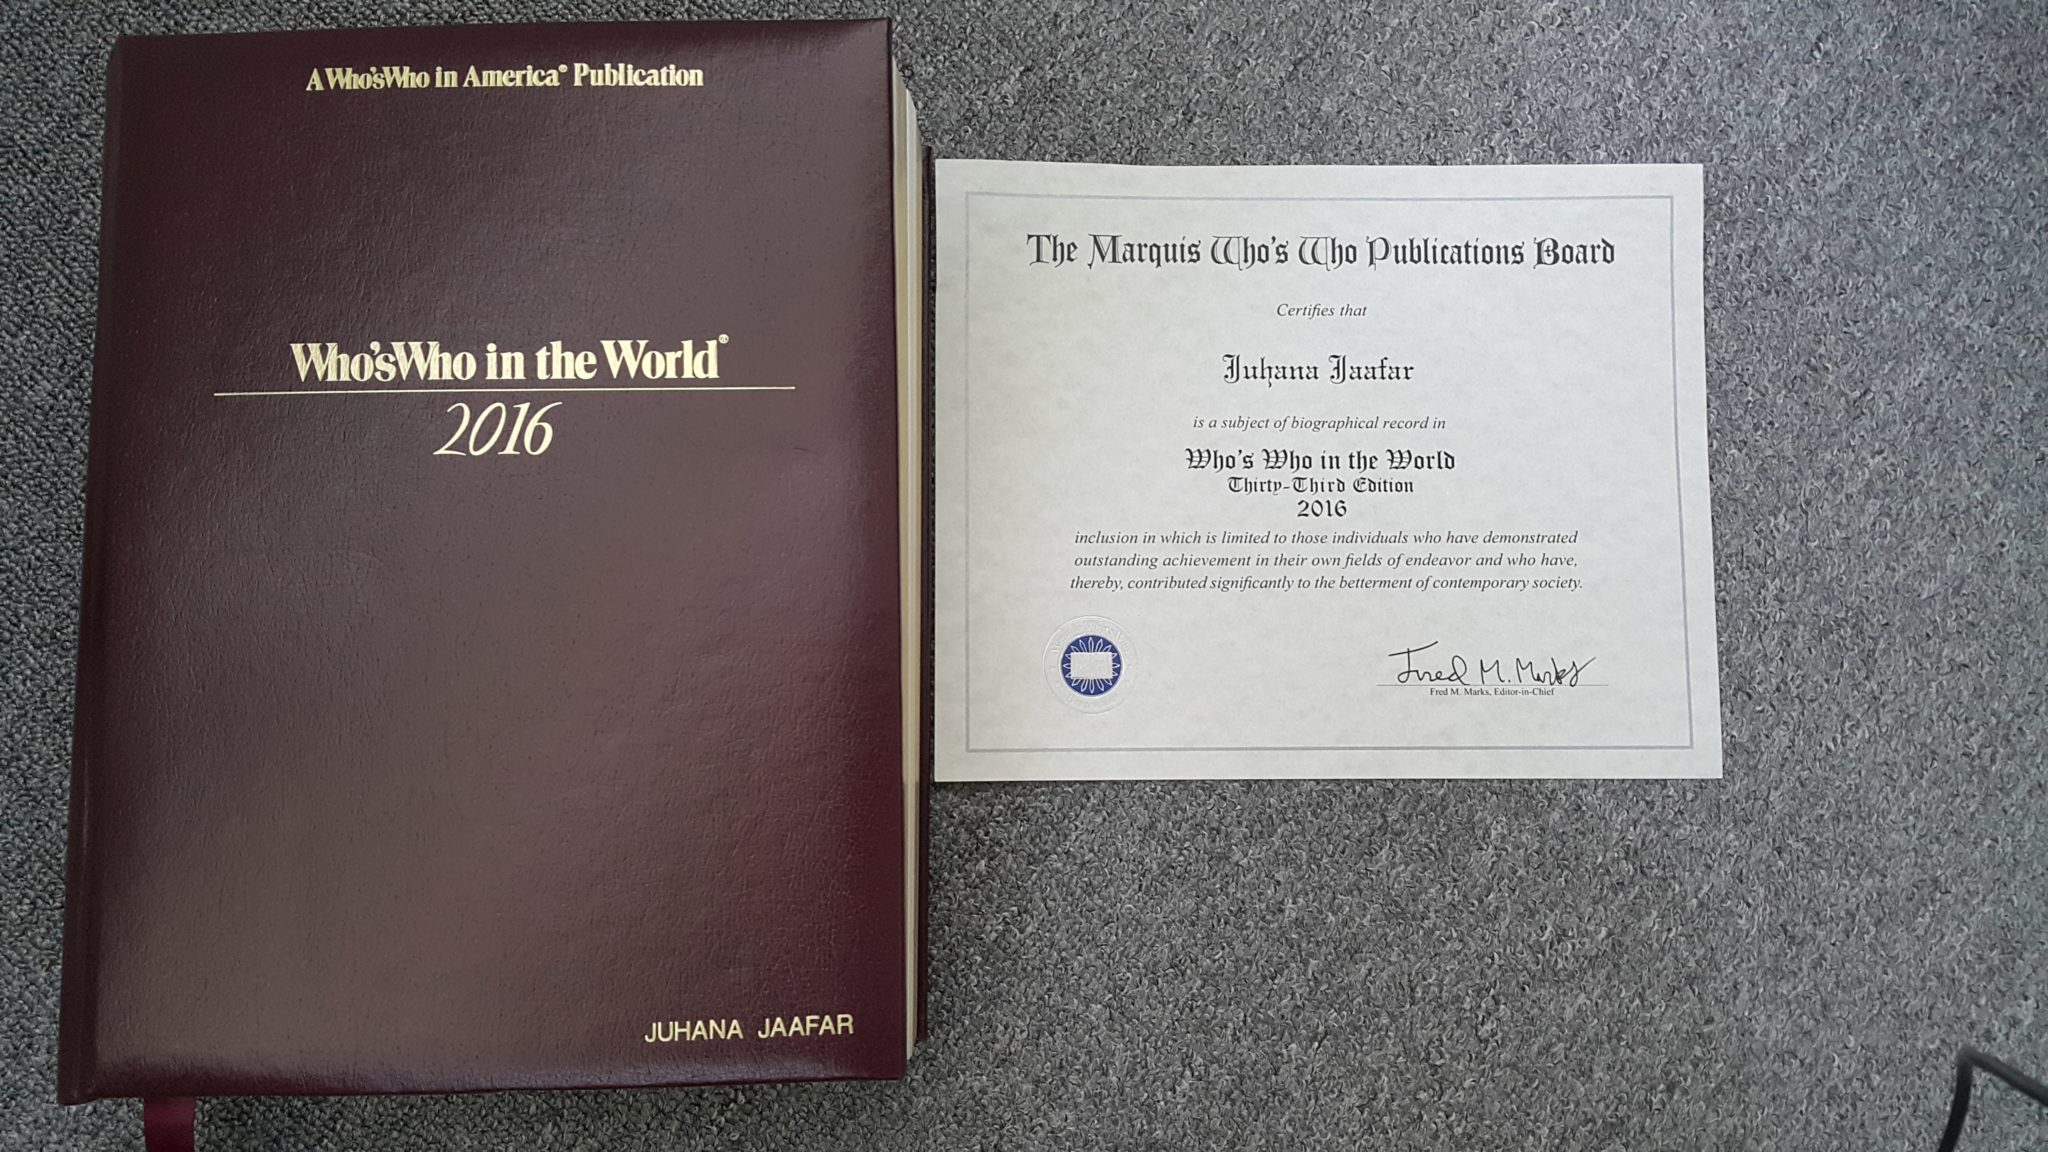 A Who'sWho in America® Publication
Who'sWho in the World®
2016
JUHANA JAAFAR
The Marquis Who's Who Publications Board
Certifies that
Juhana Jaafar
is a subject of biographical record in
Who's Who in the World
Thirty-Third Edition
2016
inclusion in which is limited to those individuals who have demonstrated
outstanding achievement in their own fields of endeavor and who have,
thereby, contributed significantly to the betterment of contemporary society.
Fred M. Marks
Fred M. Marks, Editor-in-Chief